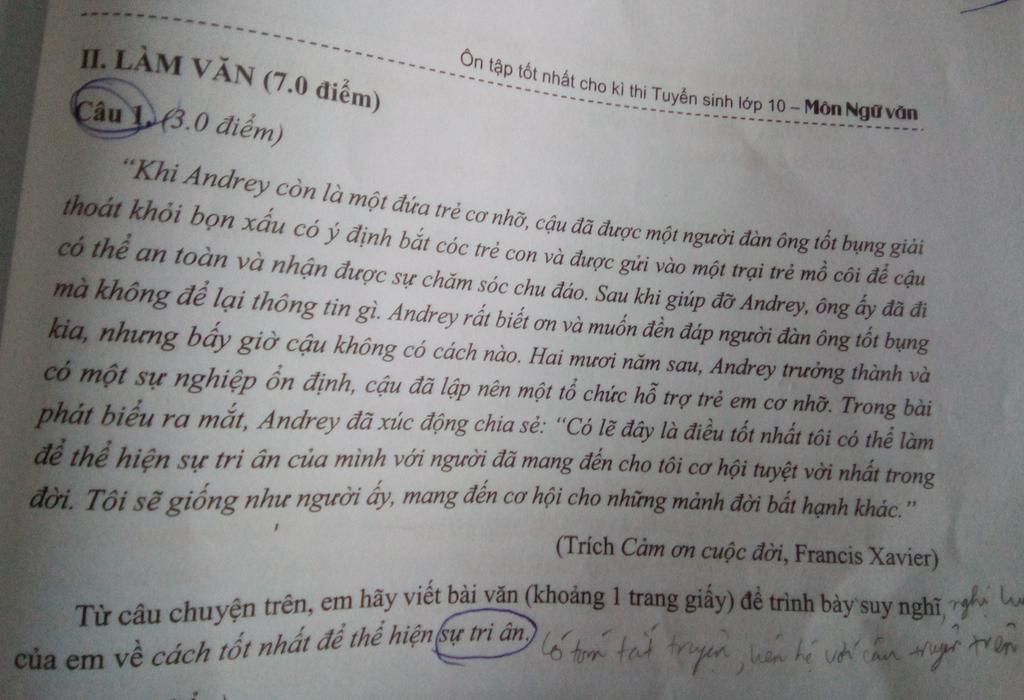 Ôn tập tốt nhất cho kì thi Tuyển sinh lớp 10 – Môn Ngữ văn
II. LÀM VĂN (7.0 điểm)
Câu 1. (3.0 điểm)
“Khi Andrey còn là một đứa trẻ cơ nhỡ, cậu đã được một người đàn ông tốt bụng giải
thoát khỏi bọn xấu có ý định bắt cóc trẻ con và được gửi vào một trại trẻ mồ côi để cậu
có thể an toàn và nhận được sự chăm sóc chu đáo. Sau khi giúp đỡ Andrey, ông ấy đã đi
mà không để lại thông tin gì. Andrey rất biết ơn và muốn đền đáp người đàn ông tốt bụng
kia, nhưng bấy giờ cậu không có cách nào. Hai mươi năm sau, Andrey trưởng thành và
có một sự nghiệp ổn định, cậu đã lập nên một tổ chức hỗ trợ trẻ em cơ nhỡ. Trong bài
phát biểu ra mắt, Andrey đã xúc động chia sẻ: “Có lẽ đây là điều tốt nhất tôi có thể làm
để thể hiện sự tri ân của mình với người đã mang đến cho tôi cơ hội tuyệt vời nhất trong
đời. Tôi sẽ giống như người ấy, mang đến cơ hội cho những mảnh đời bất hạnh khác.”
(Trích Cảm ơn cuộc đời, Francis Xavier)
Từ câu chuyện trên, em hãy viết bài văn (khoảng 1 trang giấy) để trình bày suy nghĩ, nghị
của em về cách tốt nhất để thể hiện sự tri ân. Có tóm tắt truyện, liên hệ với câu truyện trên